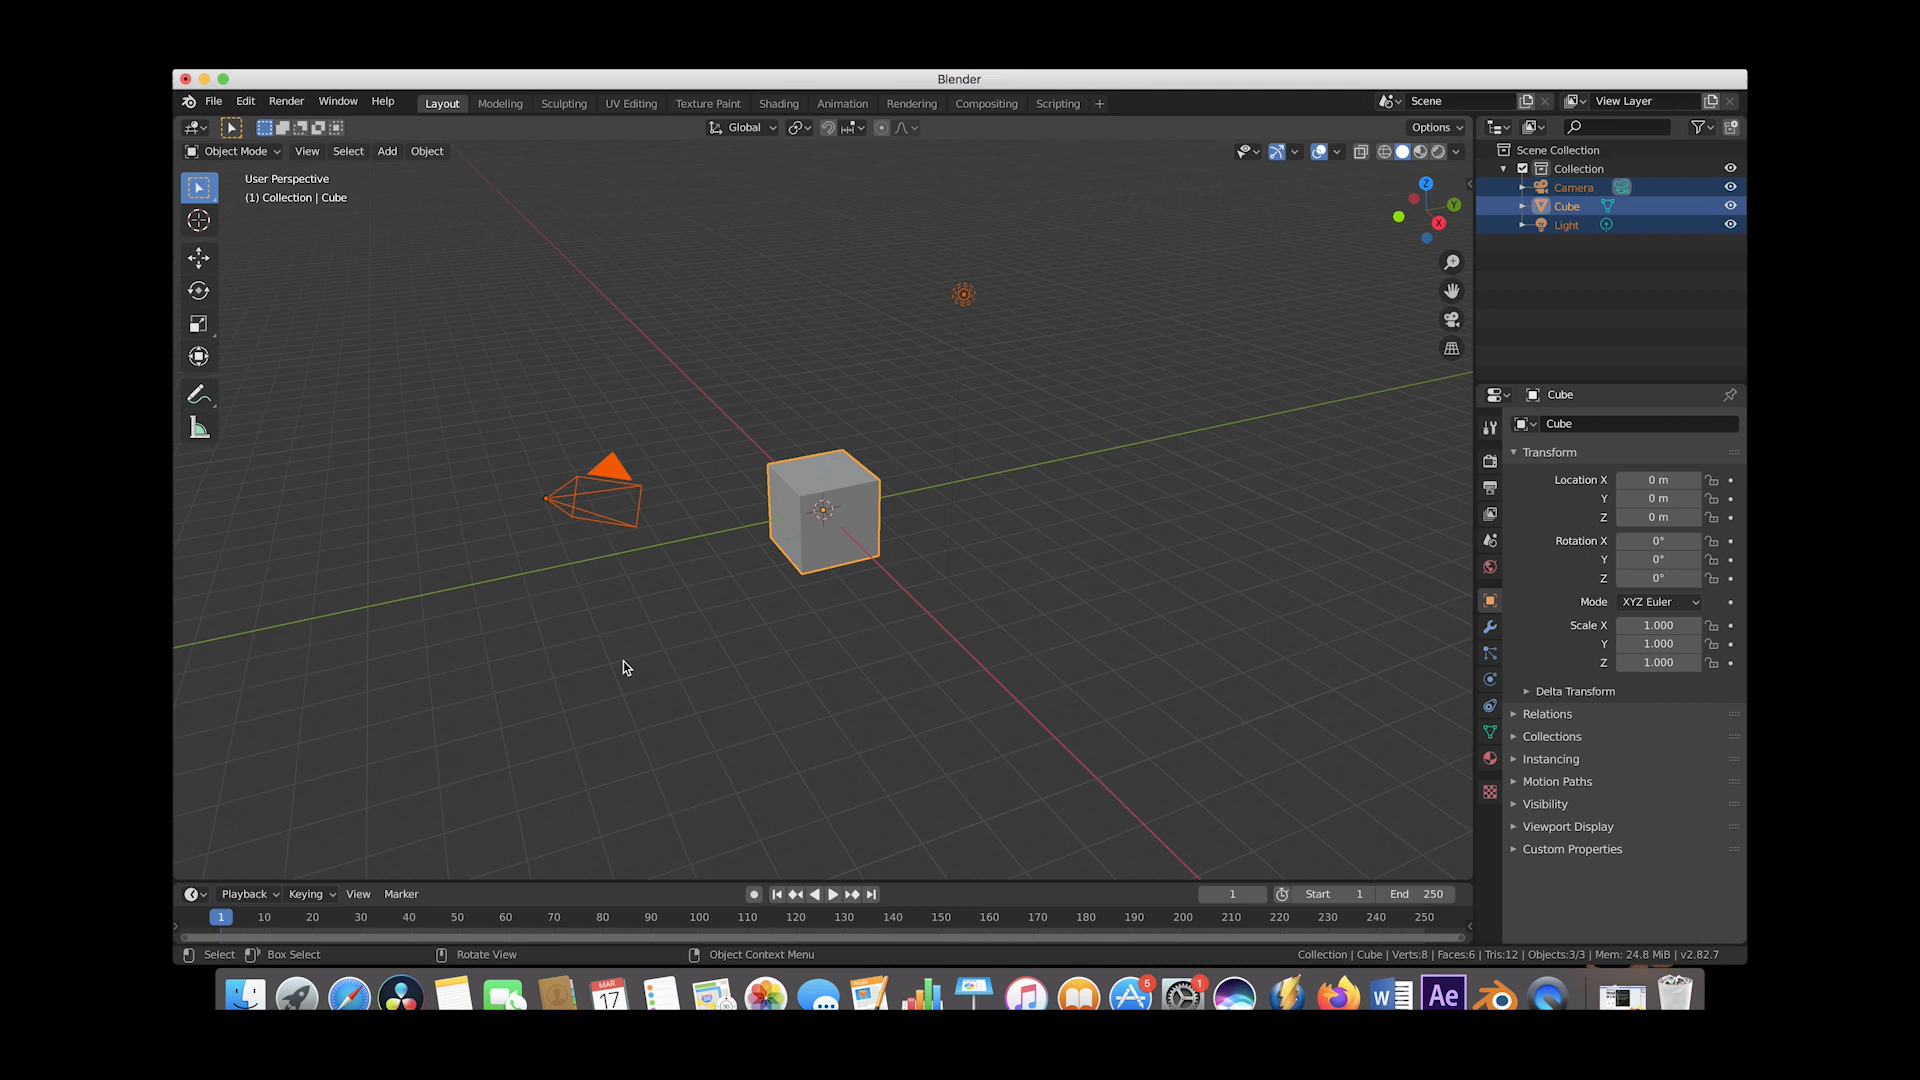 Blender
File Edit Render Window Help Layout Modeling Sculpting UV Editing Texture Paint Shading Animation Rendering Compositing Scripting + Scene View Layer
Global Options
Object Mode View Select Add Object
User Perspective
(1) Collection | Cube
Z
Y
X
Scene Collection
Collection
Camera
Cube
Light
Cube
Cube
Transform
Location X 0 m
Y 0 m
Z 0 m
Rotation X 0°
Y 0°
Z 0°
Mode XYZ Euler
Scale X 1.000
Y 1.000
Z 1.000
Delta Transform
Relations
Collections
Instancing
Motion Paths
Visibility
Viewport Display
Custom Properties
Playback Keying View Marker 1 Start 1 End 250
1 10 20 30 40 50 60 70 80 90 100 110 120 130 140 150 160 170 180 190 200 210 220 230 240 250
Select Box Select Rotate View Object Context Menu Collection | Cube | Verts:8 | Faces:6 | Tris:12 | Objects:3/3 | Mem: 24.8 MiB | v2.82.7
MAR
17
5
1
W
Ae